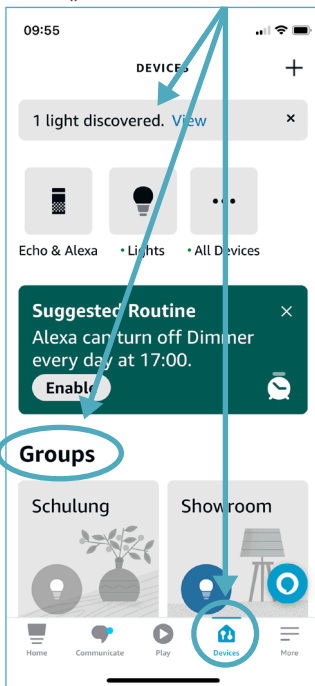 09:55
DEVICES
1 light discovered. View
Echo & Alexa
• Lights
• All Devices
Suggested Routine
Alexa can turn off Dimmer
every day at 17:00.
Enable
Groups
Schulung
Showroom
Home
Communicate
Play
Devices
More